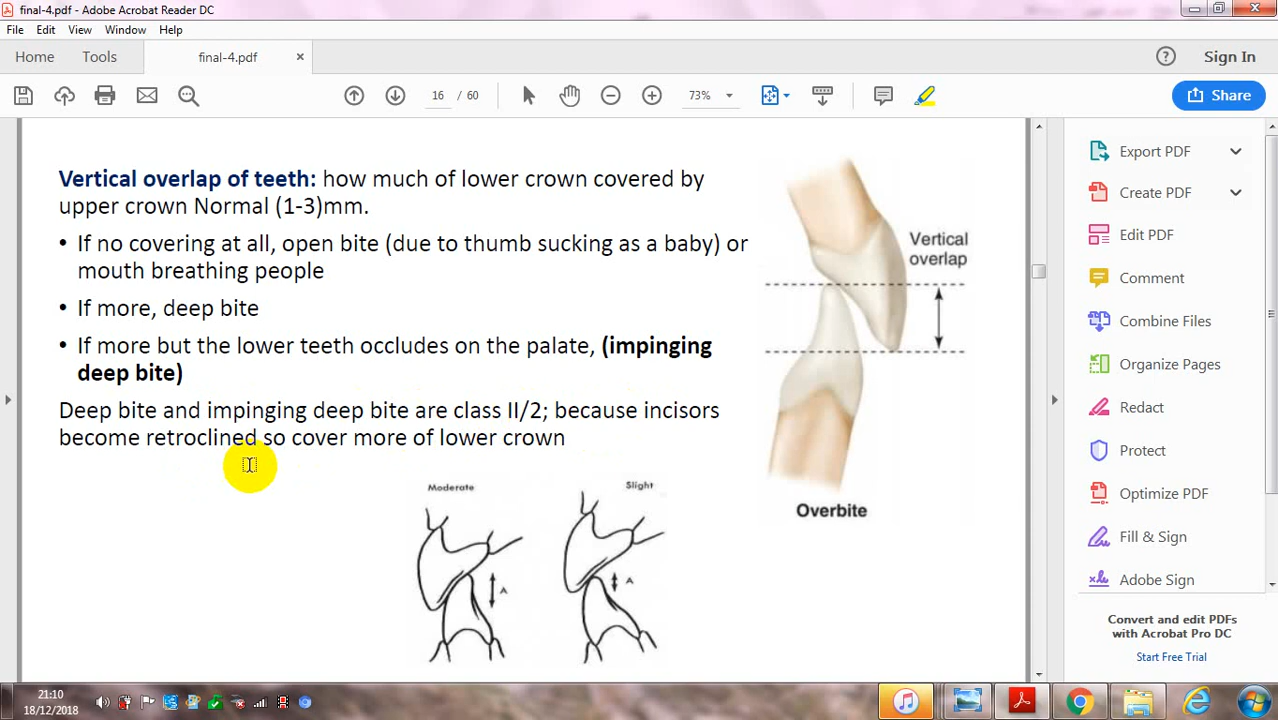 final-4.pdf - Adobe Acrobat Reader DC
File Edit View Window Help
Home Tools final-4.pdf × ? Sign In
16 / 60 73% Share
Vertical overlap of teeth: how much of lower crown covered by
upper crown Normal (1-3)mm.
• If no covering at all, open bite (due to thumb sucking as a baby) or
mouth breathing people
• If more, deep bite
• If more but the lower teeth occludes on the palate, (impinging
deep bite)
Deep bite and impinging deep bite are class II/2; because incisors
become retroclined so cover more of lower crown
Vertical
overlap
Overbite
Moderate
Slight
A
A
Export PDF
Create PDF
Edit PDF
Comment
Combine Files
Organize Pages
Redact
Protect
Optimize PDF
Fill & Sign
Adobe Sign
Convert and edit PDFs
with Acrobat Pro DC
Start Free Trial
21:10
18/12/2018